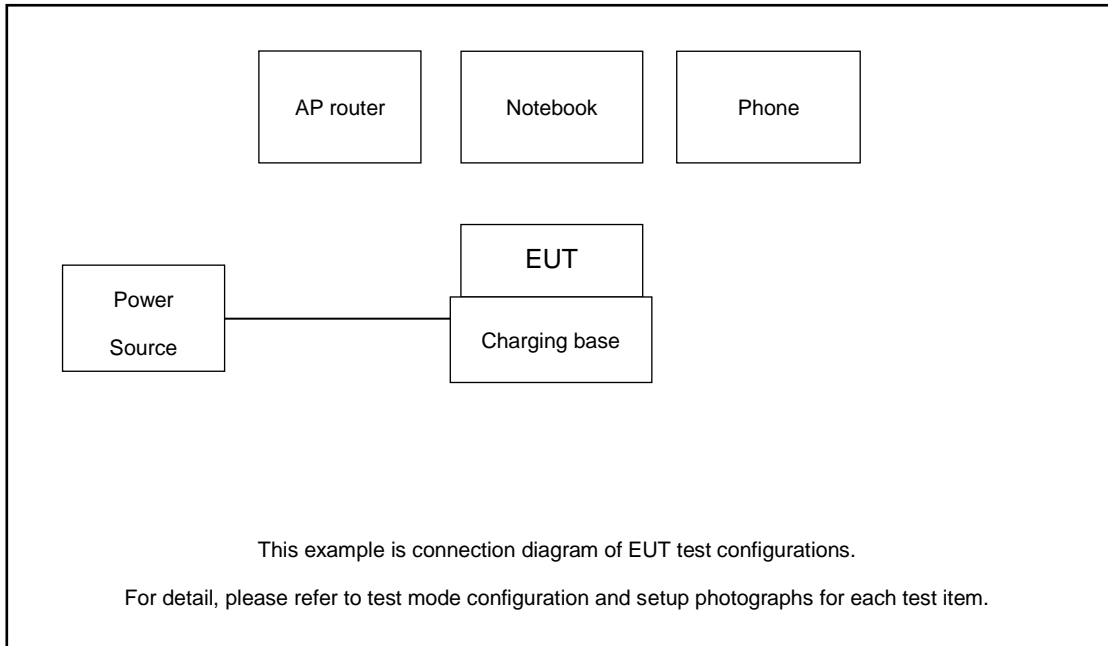 AP router
Notebook
Phone
EUT
Power
Source
Charging base
This example is connection diagram of EUT test configurations.
For detail, please refer to test mode configuration and setup photographs for each test item.